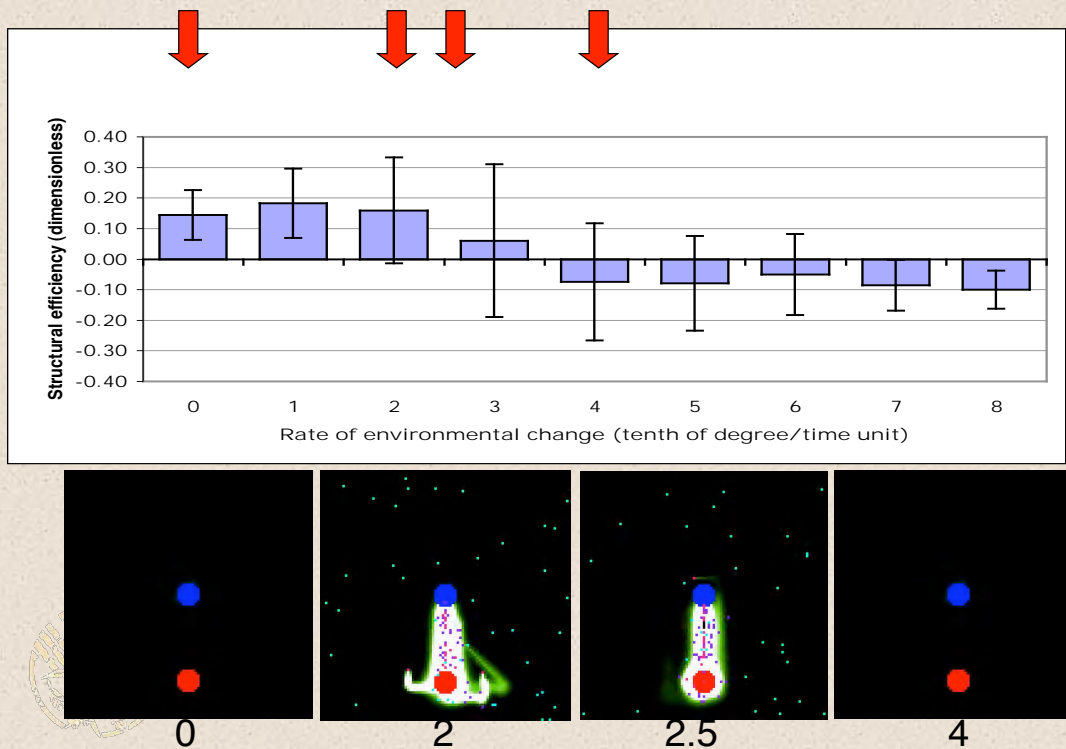 Structural efficiency (dimensionless)
0.40
0.30
0.20
0.10
0.00
-0.10
-0.20
-0.30
-0.40
0 1 2 3 4 5 6 7 8
Rate of environmental change (tenth of degree/time unit)
0 2 2.5 4